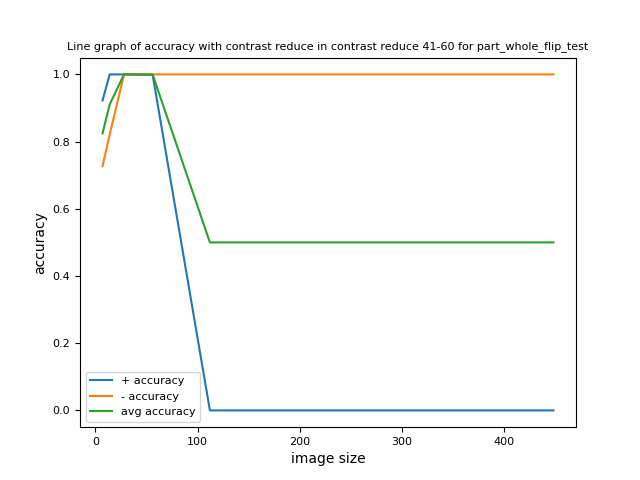 Line graph of accuracy with contrast reduce in contrast reduce 41-60 for part_whole_flip_test
1.0
0.8
0.6
0.4
0.2
0.0
accuracy
+ accuracy
- accuracy
avg accuracy
0 100 200 300 400
image size